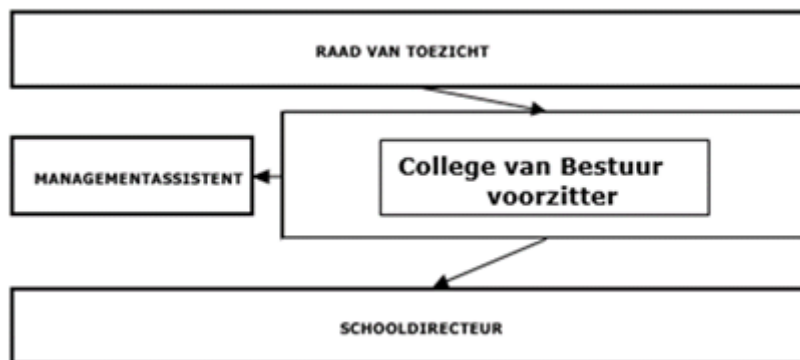 RAAD VAN TOEZICHT
MANAGEMENTASSISTENT
College van Bestuur
voorzitter
SCHOOLDIRECTEUR